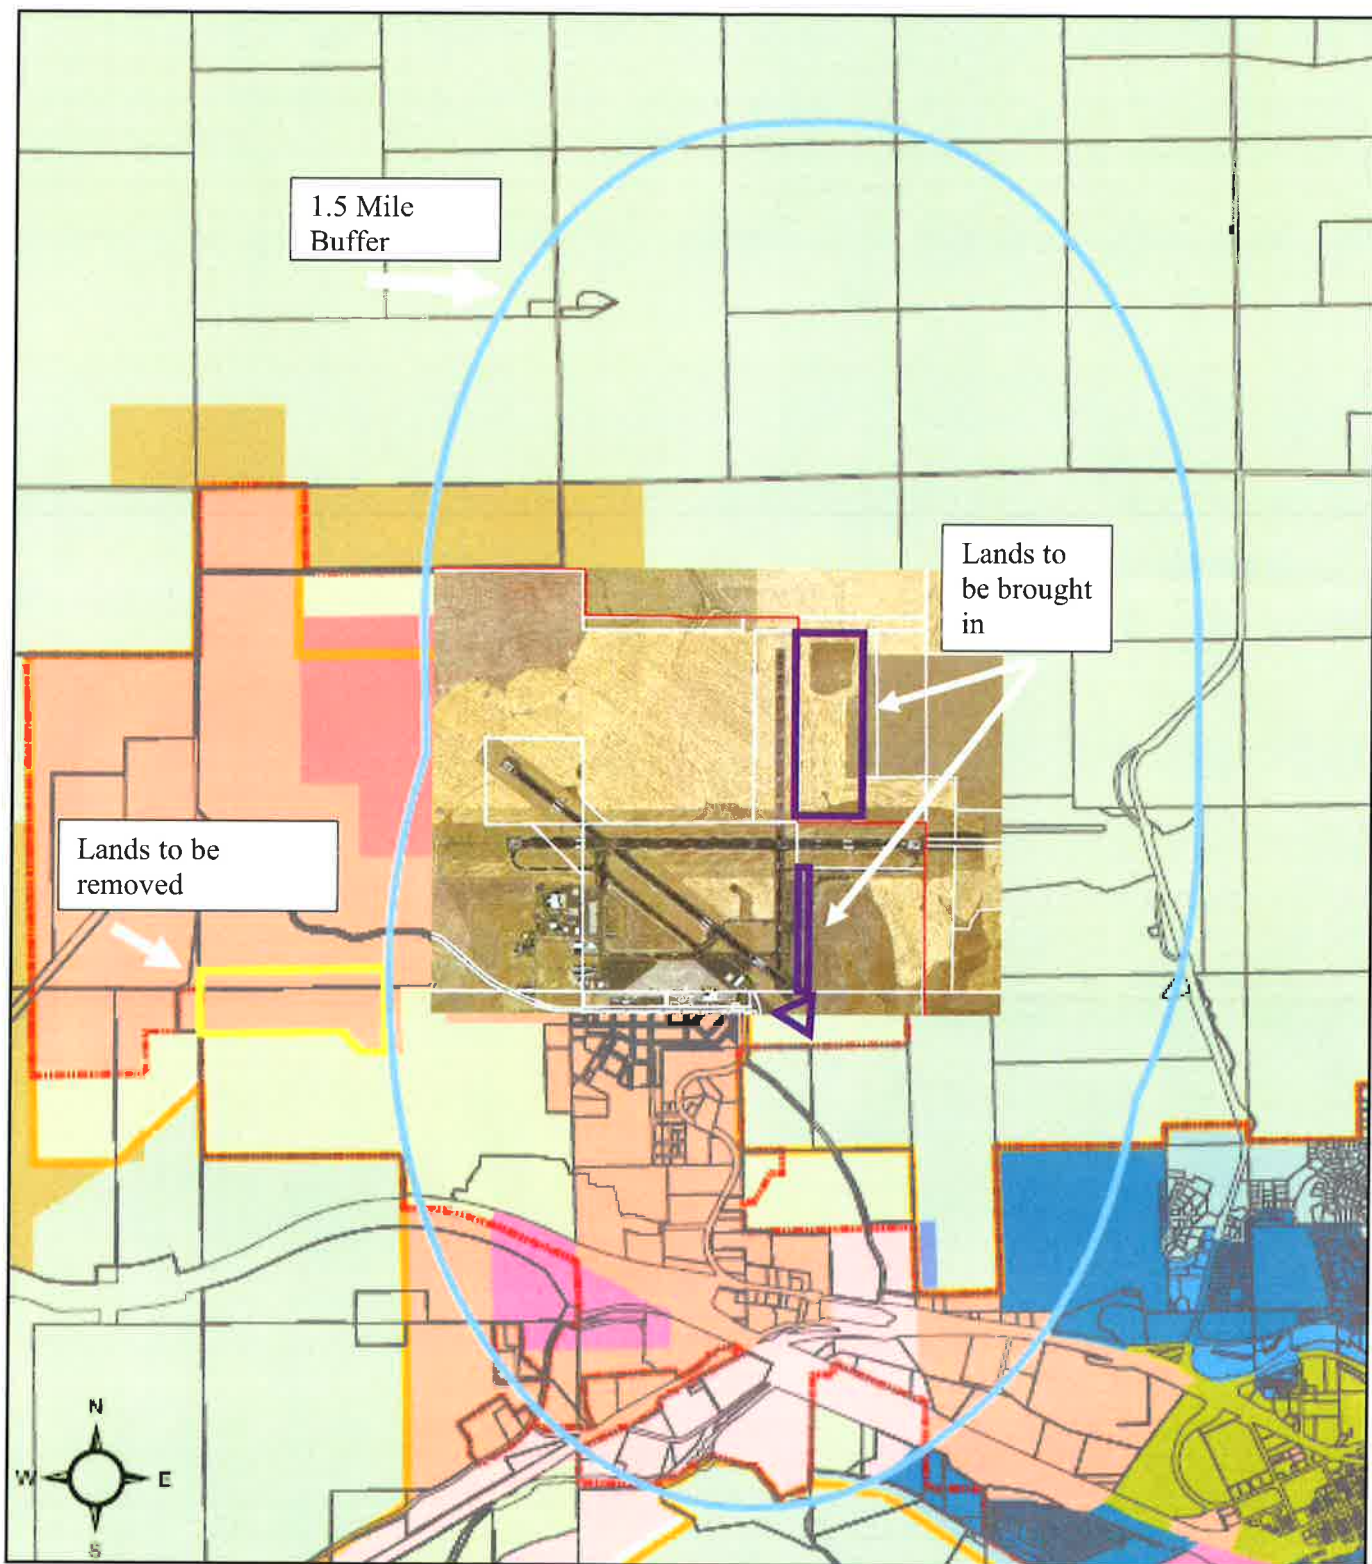 1.5 Mile
Buffer
Lands to
be brought
in
Lands to be
removed
N
W
E
S